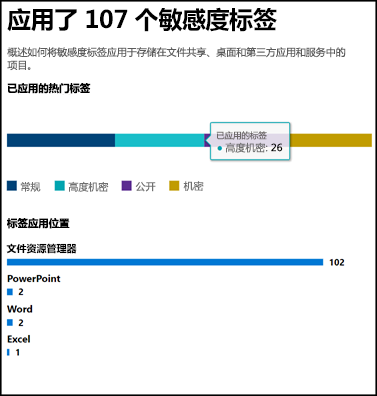 应用了 107 个敏感度标签
概述如何将敏感度标签应用于存储在文件共享、桌面和第三方应用和服务中的
项目。
已应用的热门标签
已应用的标签
高度机密: 26
常规 高度机密 公开 机密
标签应用位置
文件资源管理器
102
PowerPoint
2
Word
2
Excel
1